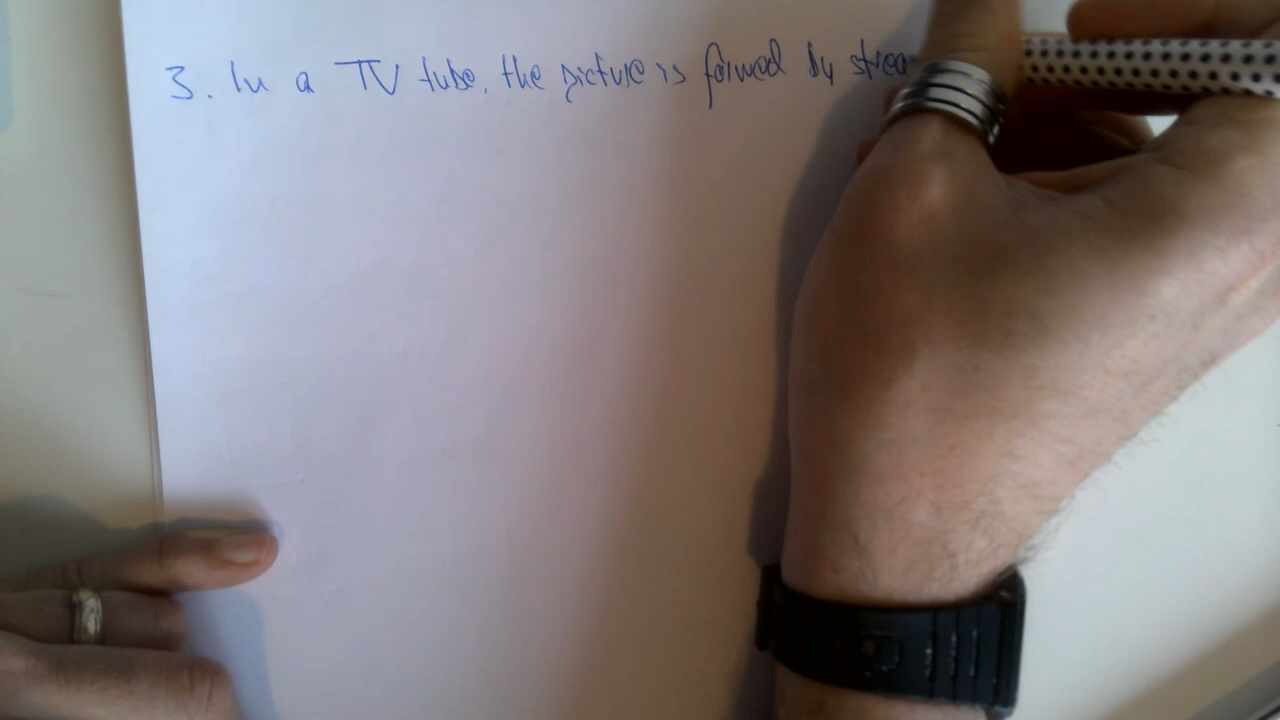 3. In a TV tube, the picture is formed by strea